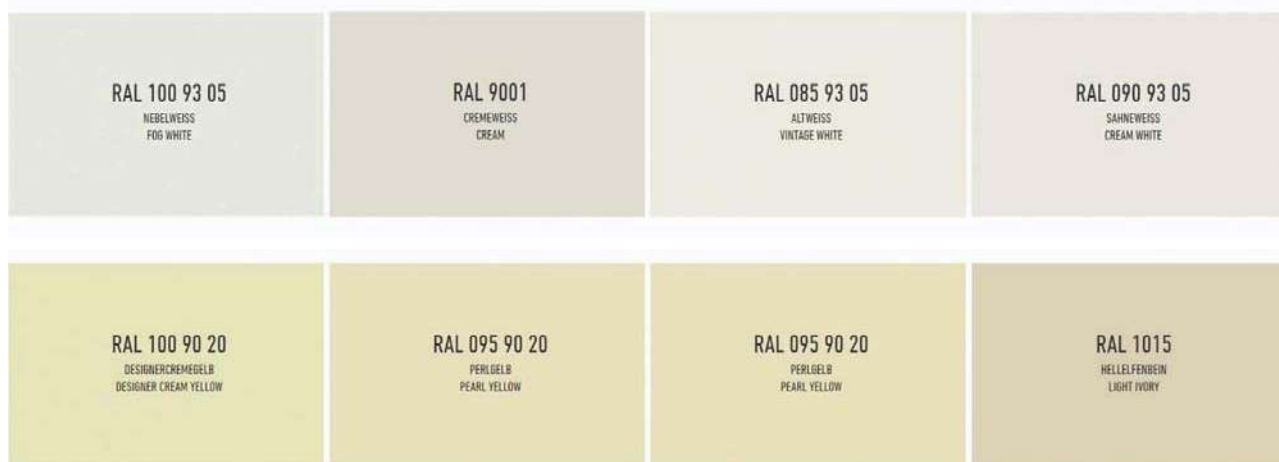 RAL 100 93 05
NEBELWEISS
FOG WHITE
RAL 9001
CREMEWEISS
CREAM
RAL 085 93 05
ALTWEISS
VINTAGE WHITE
RAL 090 93 05
SAHNEWEISS
CREAM WHITE
RAL 100 90 20
DESIGNERCREMEGELB
DESIGNER CREAM YELLOW
RAL 095 90 20
PERLGELB
PEARL YELLOW
RAL 095 90 20
PERLGELB
PEARL YELLOW
RAL 1015
HELLELFENBEIN
LIGHT IVORY